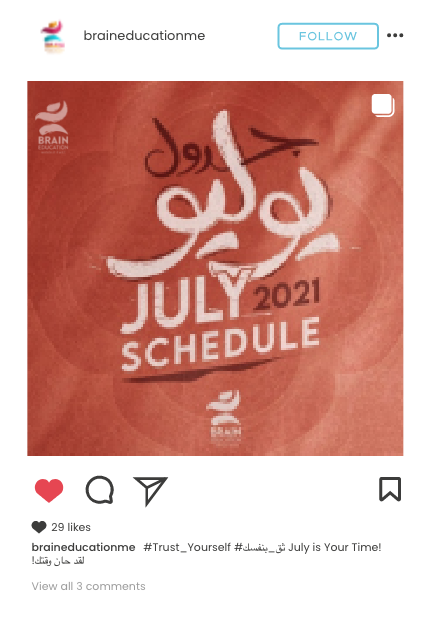 braineducationme
FOLLOW
BRAIN
EDUCATION
جدول
يوليو
JULY 2021
SCHEDULE
BRAIN
29 likes
braineducationme #Trust_Yourself #ثق_بنفسك July is Your Time!
لقد حان وقتك!
View all 3 comments